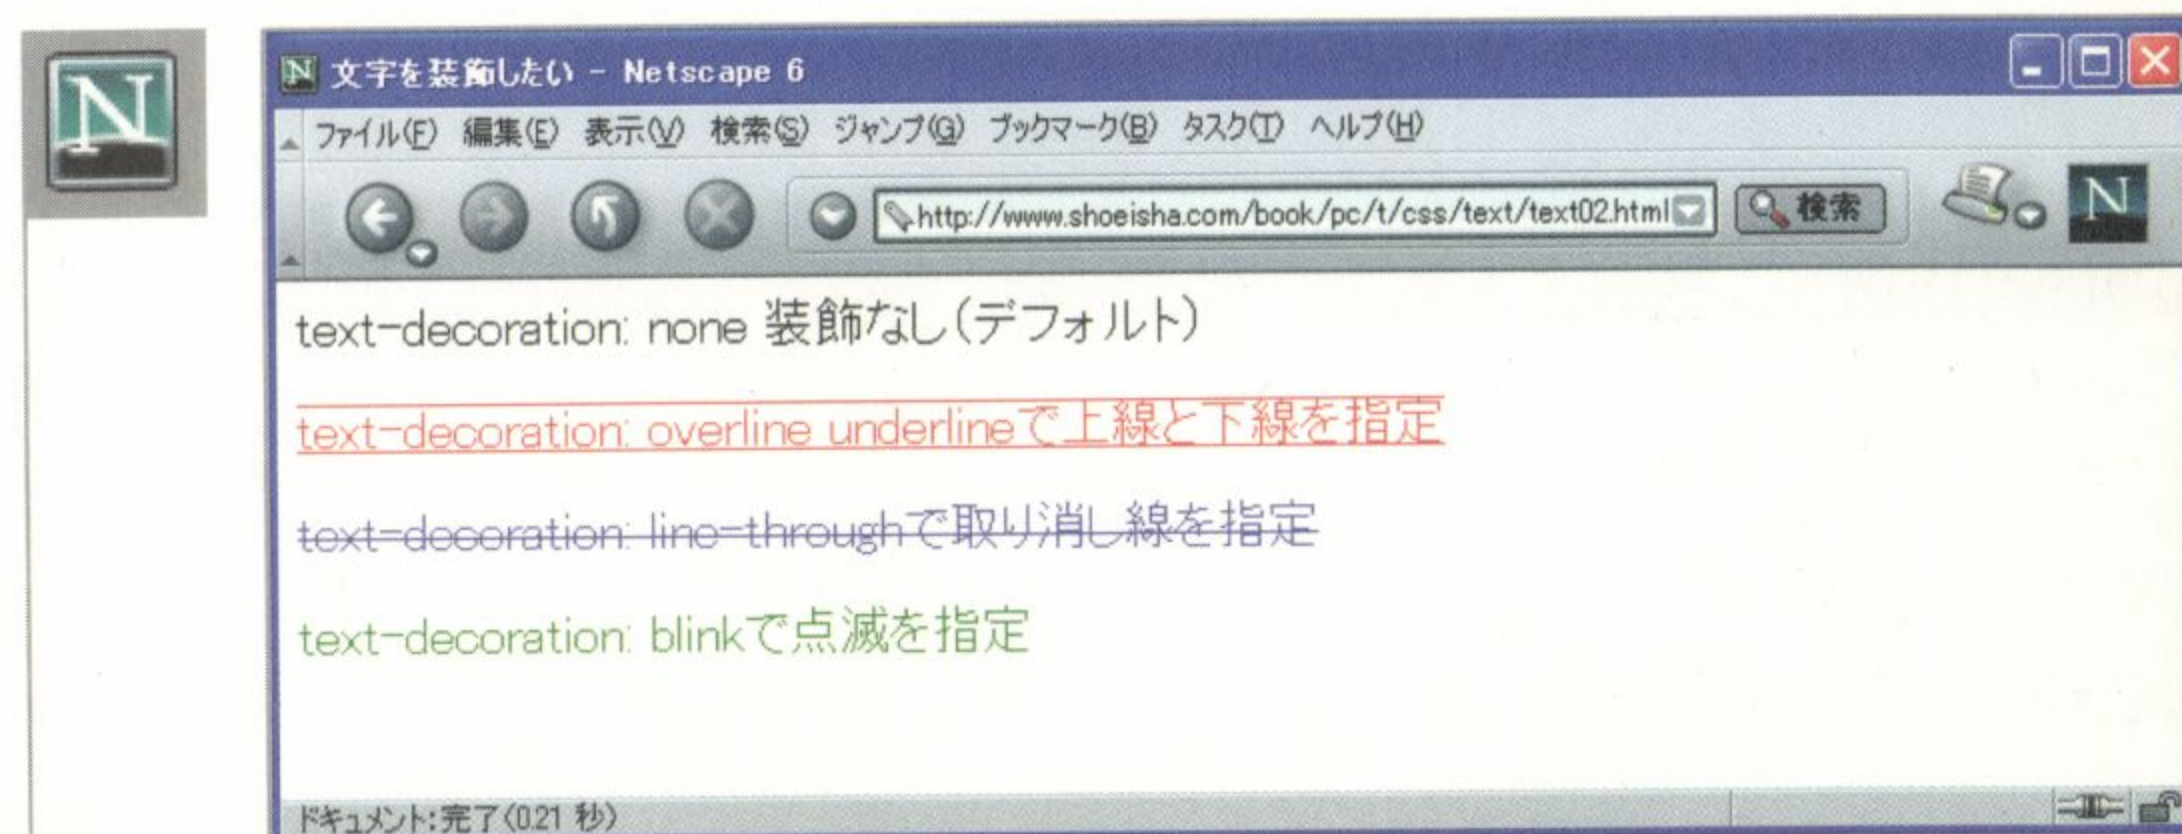 N
文字を装飾したい - Netscape 6
ファイル(F) 編集(E) 表示(V) 検索(S) ジャンプ(G) ブックマーク(B) タスク(T) ヘルプ(H)
http://www.shoeisha.com/book/pc/t/css/text/text02.html 検索 N
text-decoration: none 装飾なし(デフォルト)
text-decoration: overline underlineで上線と下線を指定
text-decoration: line-throughで取り消し線を指定
text-decoration: blinkで点滅を指定
ドキュメント:完了(0.21 秒)